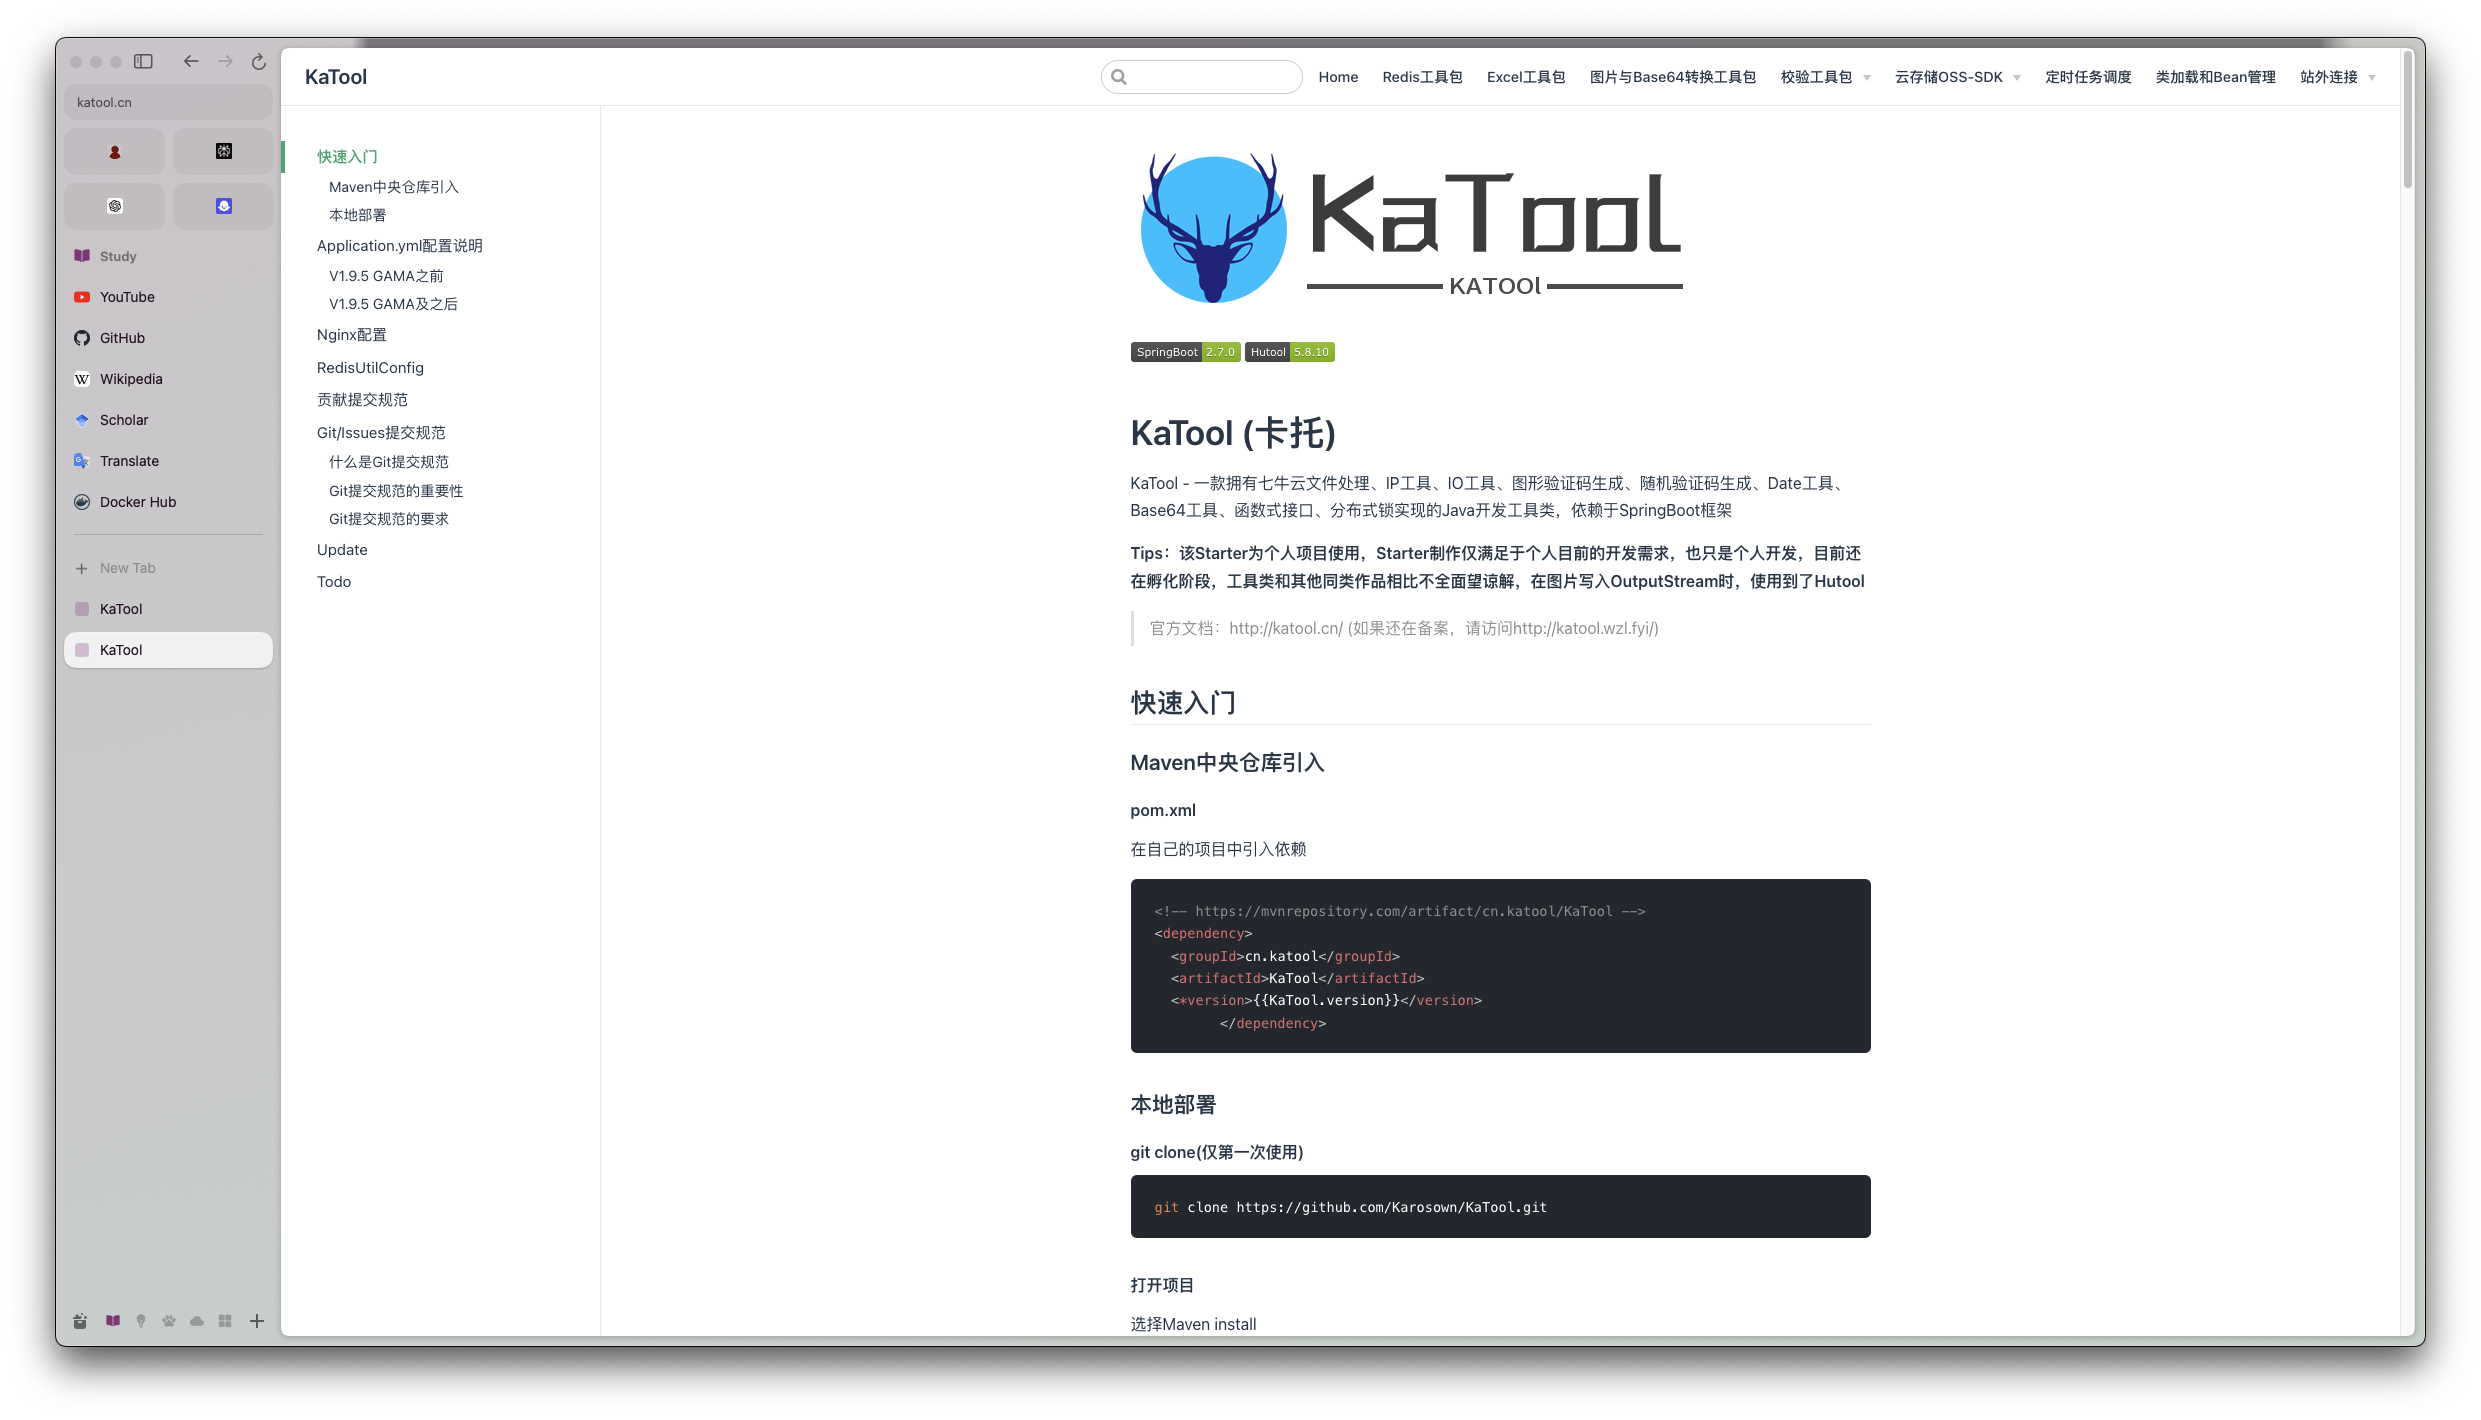 katool.cn
Study
YouTube
GitHub
Wikipedia
Scholar
Translate
Docker Hub
New Tab
KaTool
KaTool
KaTool
Home
Redis工具包
Excel工具包
图片与Base64转换工具包
校验工具包
云存储OSS-SDK
定时任务调度
类加载和Bean管理
站外连接
快速入门
Maven中央仓库引入
本地部署
Application.yml配置说明
V1.9.5 GAMA之前
V1.9.5 GAMA及之后
Nginx配置
RedisUtilConfig
贡献提交规范
Git/Issues提交规范
什么是Git提交规范
Git提交规范的重要性
Git提交规范的要求
Update
Todo
KaTool
KATOOl
SpringBoot 2.7.0 Hutool 5.8.10
KaTool (卡托)
KaTool - 一款拥有七牛云文件处理、IP工具、IO工具、图形验证码生成、随机验证码生成、Date工具、
Base64工具、函数式接口、分布式锁实现的Java开发工具类，依赖于SpringBoot框架
Tips：该Starter为个人项目使用，Starter制作仅满足于个人目前的开发需求，也只是个人开发，目前还
在孵化阶段，工具类和其他同类作品相比不全面望谅解，在图片写入OutputStream时，使用到了Hutool
官方文档：http://katool.cn/ (如果还在备案，请访问http://katool.wzl.fyi/)
快速入门
Maven中央仓库引入
pom.xml
在自己的项目中引入依赖
<!-- https://mvnrepository.com/artifact/cn.katool/KaTool -->
<dependency>
<groupId>cn.katool</groupId>
<artifactId>KaTool</artifactId>
<*version>{{KaTool.version}}</version>
</dependency>
本地部署
git clone(仅第一次使用)
git clone https://github.com/Karosown/KaTool.git
打开项目
选择Maven install